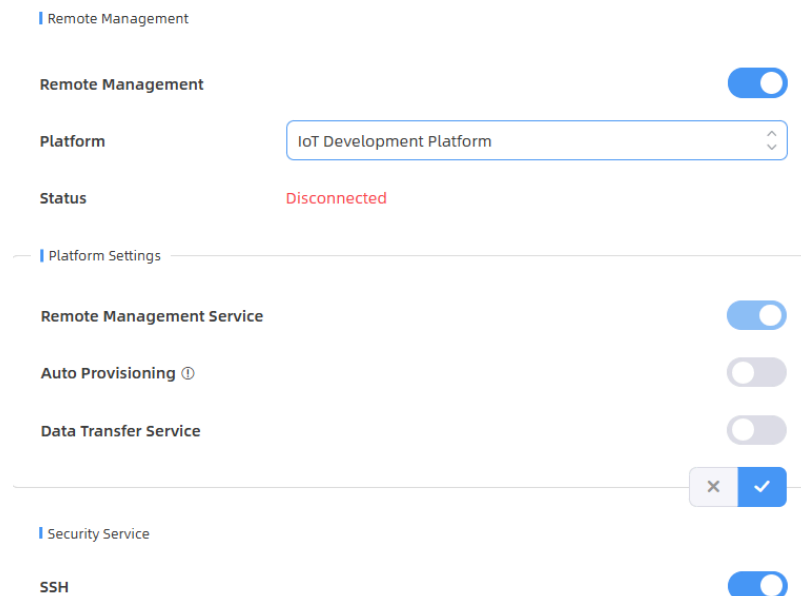 Remote Management
Remote Management
Platform
IoT Development Platform
Status
Disconnected
Platform Settings
Remote Management Service
Auto Provisioning
Data Transfer Service
Security Service
SSH